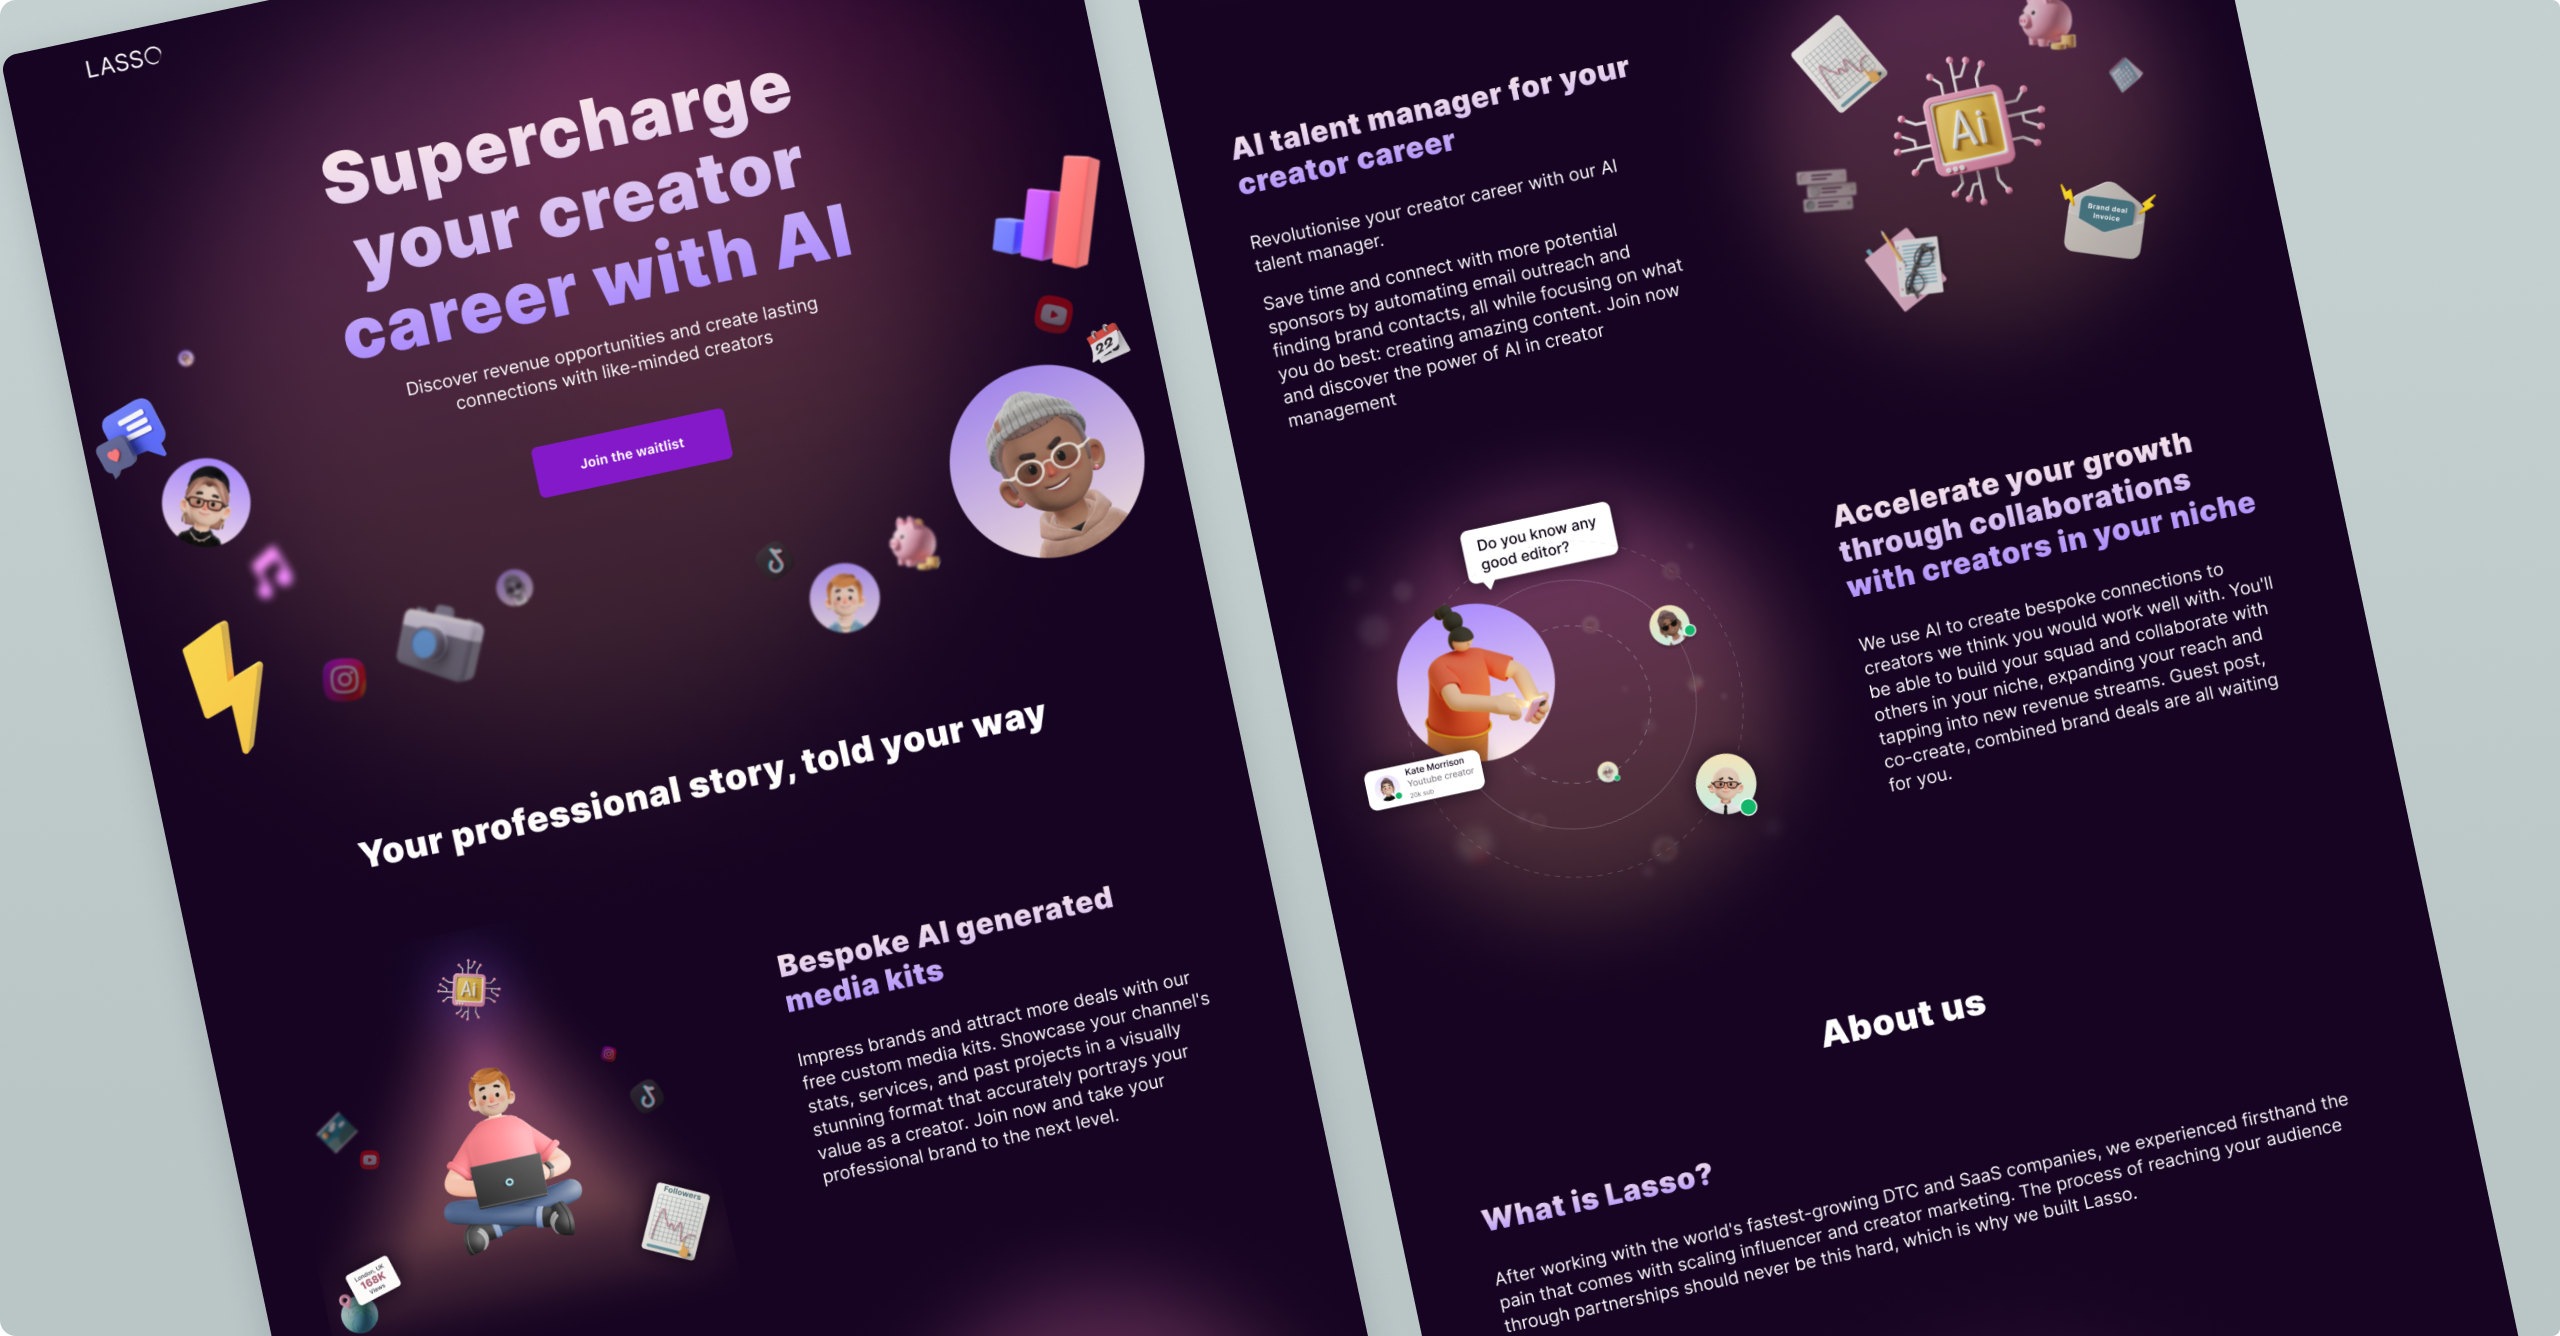 LASSO
Supercharge
your creator
career with AI
Discover revenue opportunities and create lasting
connections with like-minded creators
Join the waitlist
22
Your professional story, told your way
Ai
Bespoke AI generated
media kits
Impress brands and attract more deals with our
free custom media kits. Showcase your channel's
stats, services, and past projects in a visually
stunning format that accurately portrays your
value as a creator. Join now and take your
professional brand to the next level.
Followers
London, UK
168K
Views
AI talent manager for your
creator career
Revolutionise your creator career with our AI
talent manager.
Save time and connect with more potential
sponsors by automating email outreach and
finding brand contacts, all while focusing on what
you do best: creating amazing content. Join now
and discover the power of AI in creator
management
Ai
Brand deal
Invoice
Do you know any
good editor?
Kate Morrison
Youtube creator
20k sub
Accelerate your growth
through collaborations
with creators in your niche
We use AI to create bespoke connections to
creators we think you would work well with. You'll
be able to build your squad and collaborate with
others in your niche, expanding your reach and
tapping into new revenue streams. Guest post,
co-create, combined brand deals are all waiting
for you.
About us
What is Lasso?
After working with the world's fastest-growing DTC and SaaS companies, we experienced firsthand the
pain that comes with scaling influencer and creator marketing. The process of reaching your audience
through partnerships should never be this hard, which is why we built Lasso.